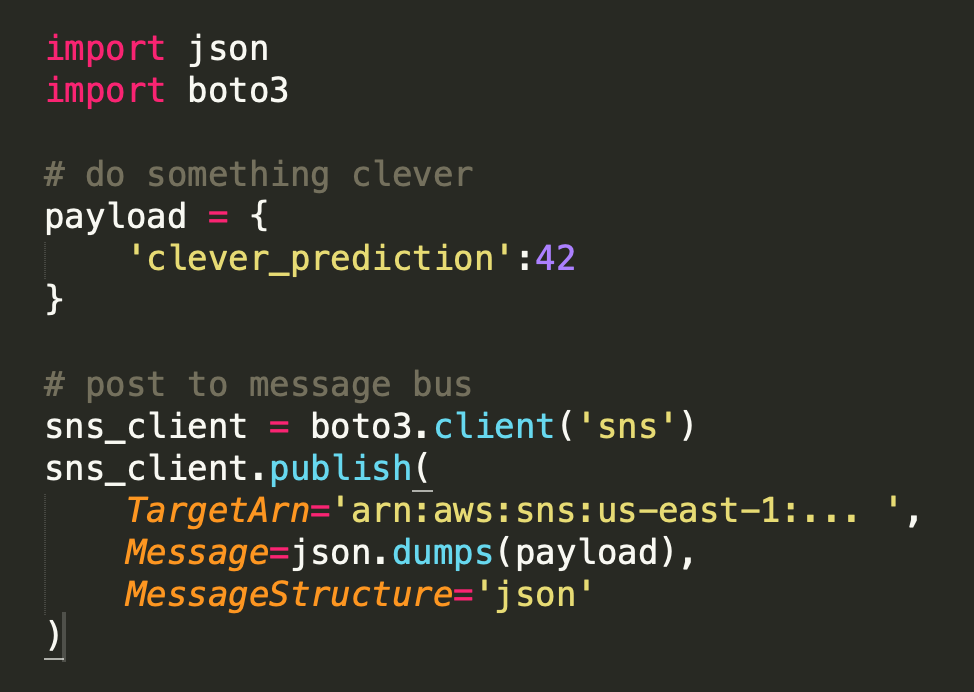 import json
import boto3
# do something clever
payload = {
    'clever_prediction':42
}
# post to message bus
sns_client = boto3.client('sns')
sns_client.publish(
    TargetArn='arn:aws:sns:us-east-1:... ',
    Message=json.dumps(payload),
    MessageStructure='json'
)